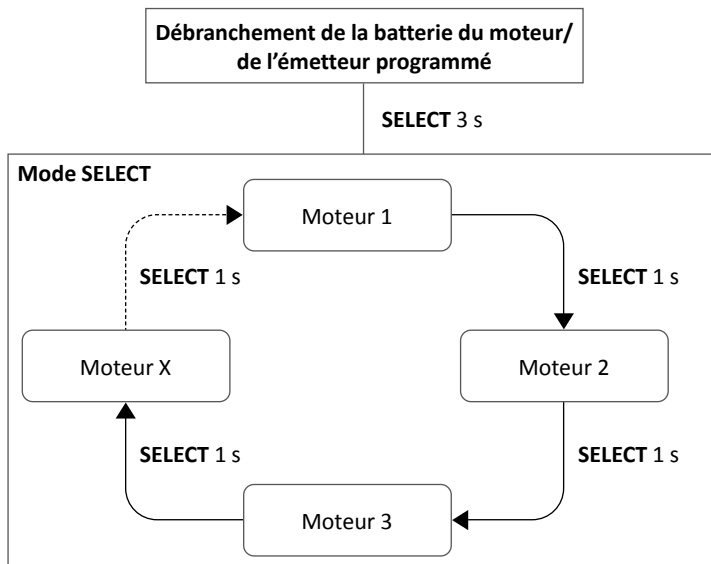 Débranchement de la batterie du moteur/
de l'émetteur programmé
SELECT 3 s
Mode SELECT
Moteur 1
SELECT 1 s
SELECT 1 s
Moteur X
Moteur 2
SELECT 1 s
SELECT 1 s
Moteur 3